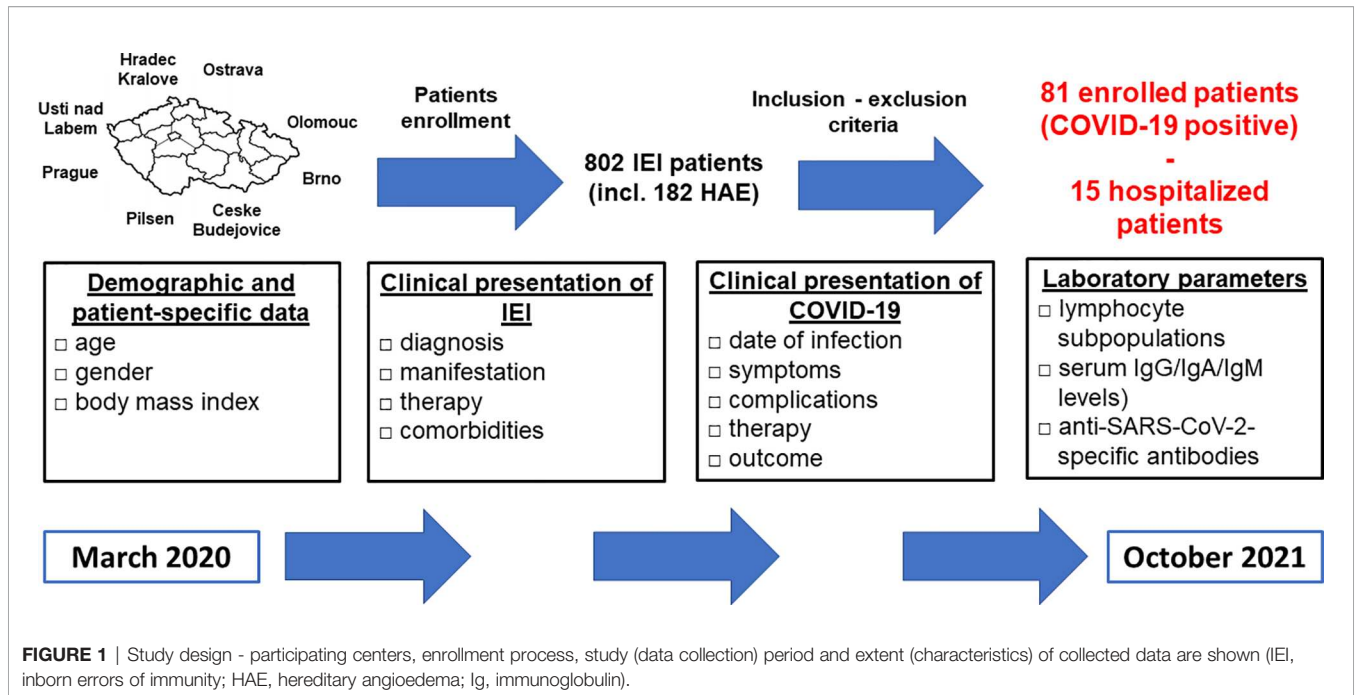 Hradec
Kralove
Ostrava
Usti nad
Labem
Olomouc
Prague
Brno
Pilsen
Ceske
Budejovice
Patients
enrollment
802 IEI patients
(incl. 182 HAE)
Inclusion - exclusion
criteria
81 enrolled patients
(COVID-19 positive)
-
15 hospitalized
patients
Demographic and
patient-specific data
□ age
□ gender
□ body mass index
Clinical presentation of
IEI
□ diagnosis
□ manifestation
□ therapy
□ comorbidities
Clinical presentation of
COVID-19
□ date of infection
□ symptoms
□ complications
□ therapy
□ outcome
Laboratory parameters
□ lymphocyte
subpopulations
□ serum IgG/IgA/IgM
levels)
□ anti-SARS-CoV-2-
specific antibodies
March 2020
October 2021
FIGURE 1 | Study design - participating centers, enrollment process, study (data collection) period and extent (characteristics) of collected data are shown (IEI,
inborn errors of immunity; HAE, hereditary angioedema; Ig, immunoglobulin).